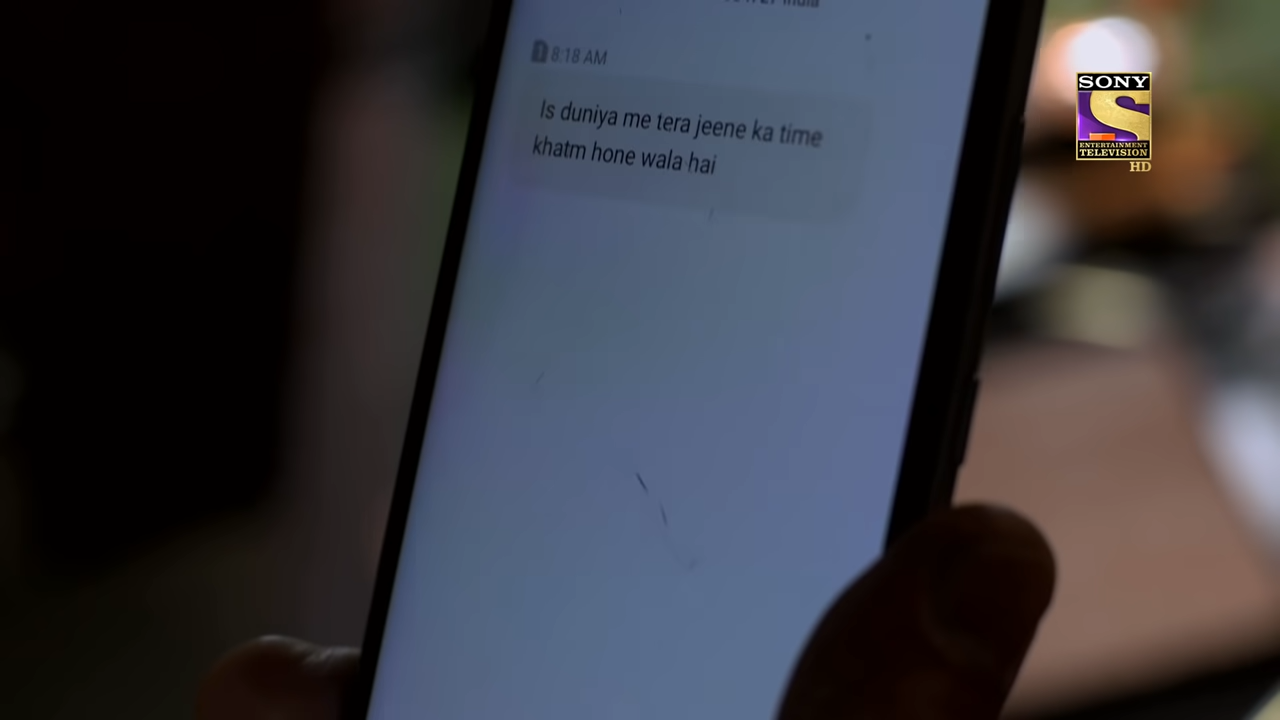 8:18 AM
Is duniya me tera jeene ka time
khatm hone wala hai
SONY
ENTERTAINMENT
TELEVISION
HD